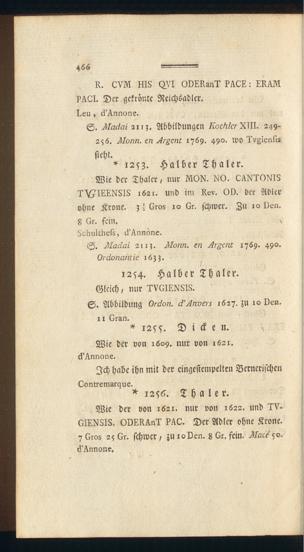 466
R. CVM HIS QVI ODERanT PACE: ERAM
PACI. Der gekrönte Reichsadler.
Leu, d'Annone.
S. Madai 2113. Abbildungen Koehler XIII. 249-
256. Monn. en Argent 1769. 490. wo Tvgiensis
steht.
* 1253. Halber Thaler.
Wie der Thaler, nur MON. NO. CANTONIS
TVGIEENSIS 1621. und im Rev. OD. der Adler
ohne Krone. 3¼ Gros 10 Gr. schwer. Zu 10 Den.
8 Gr. fein.
Schulthess, d'Annone.
S. Madai 2113. Monn. en Argent 1769. 490.
Ordonantie 1633.
1254. Halber Thaler.
Gleich, nur TVGIENSIS.
S. Abbildung Ordon. d'Anvers 1627. zu 10 Den.
11 Gran.
* 1255. Dicken.
Wie der von 1609. nur von 1621.
d'Annone.
Ich habe ihn mit der eingestempelten Bernerischen
Contremarque.
* 1256. Thaler.
Wie der von 1621. nur von 1622. und TV-
GIENSIS. ODERAnT PAC. Der Adler ohne Krone.
7 Gros 25 Gr. schwer, zu 10 Den. 8 Gr. fein. Macé 50.
d'Annone.